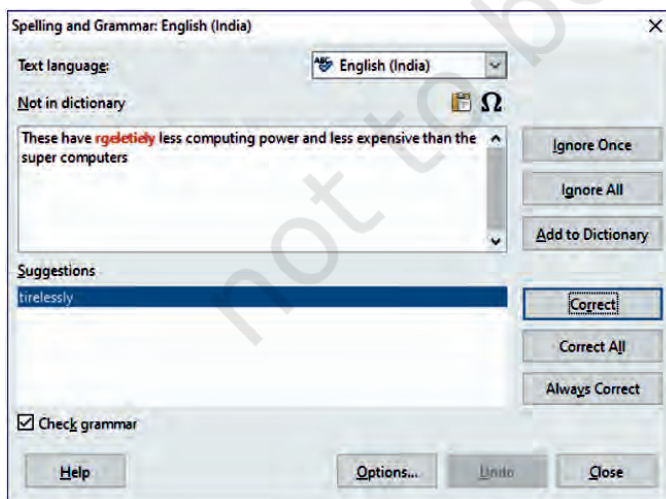 Spelling and Grammar: English (India)
Text language: English (India)
Not in dictionary
These have rgeletiely less computing power and less expensive than the
super computers
Ignore Once
Ignore All
Add to Dictionary
Suggestions
tirelessly
Correct
Correct All
Always Correct
Check grammar
Help Options... Undo Close
not to b